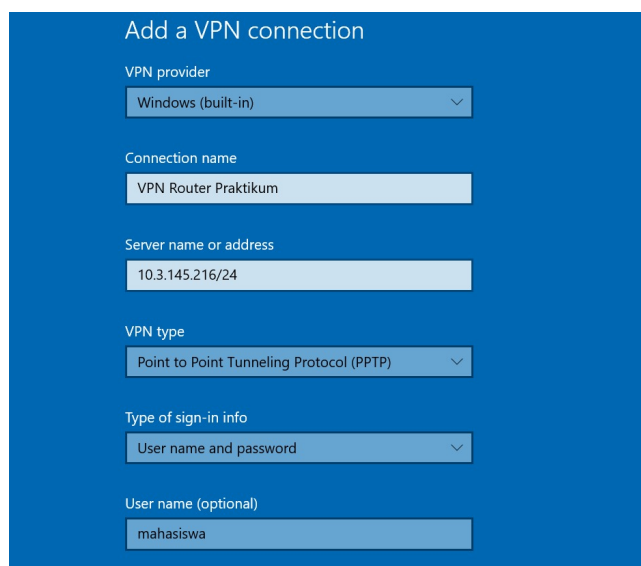 Add a VPN connection
VPN provider
Windows (built-in)
Connection name
VPN Router Praktikum
Server name or address
10.3.145.216/24
VPN type
Point to Point Tunneling Protocol (PPTP)
Type of sign-in info
User name and password
User name (optional)
mahasiswa